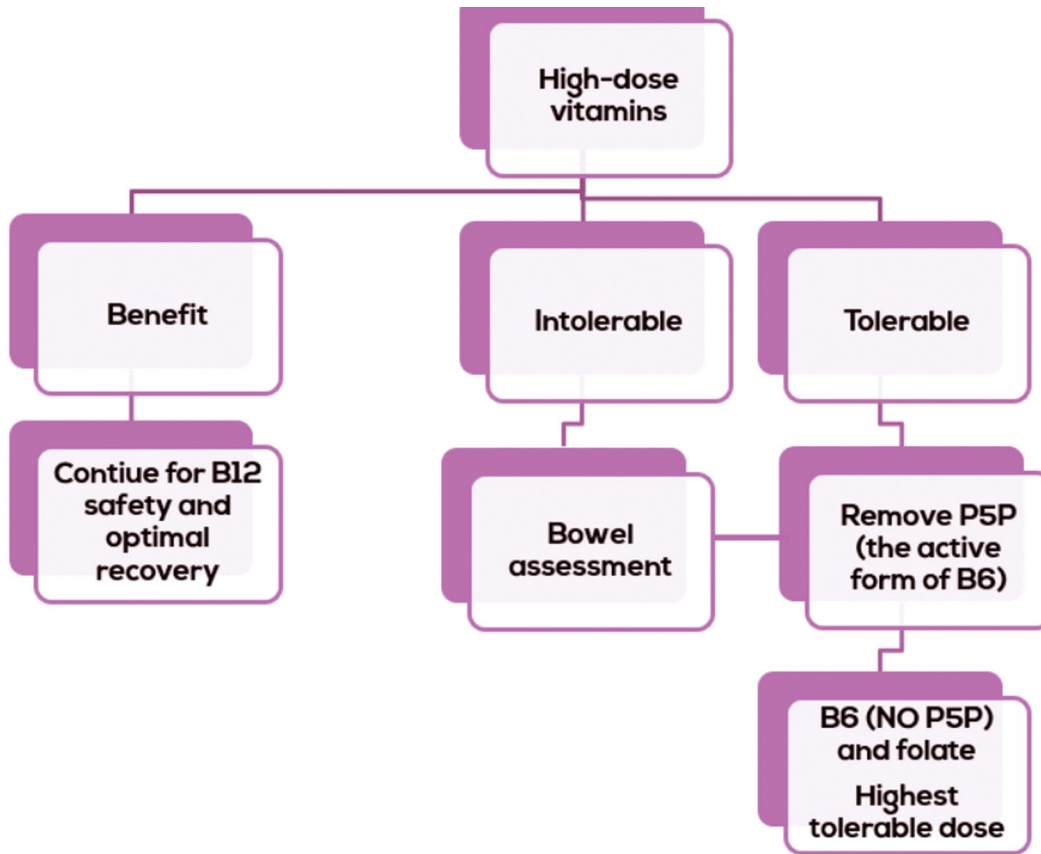 High-dose
vitamins
Benefit
Intolerable
Tolerable
Contiue for B12
safety and
optimal
recovery
Bowel
assessment
Remove P5P
(the active
form of B6)
B6 (NO P5P)
and folate
Highest
tolerable dose